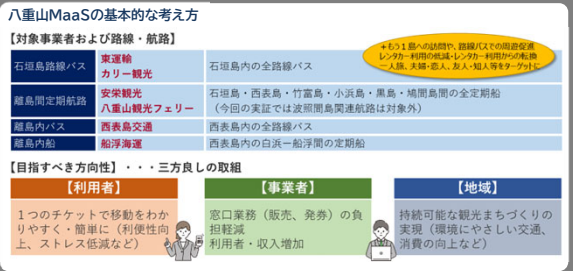 八重山MaaSの基本的な考え方
【対象事業者および路線・航路】
+もう1島への訪問や、路線バスでの周遊促進
レンタカー利用の低減・レンタカー利用からの転換
一人旅、夫婦・恋人、友人・知人等をターゲットに
石垣島路線バス
東運輸
カリー観光
石垣島内の全路線バス
離島間定期航路
安栄観光
八重山観光フェリー
石垣島・西表島・竹富島・小浜島・黒島・鳩間島間の全定期船
（今回の実証では波照間島関連航路は対象外）
離島内バス
西表島交通
西表島内の全路線バス
離島内船
船浮海運
西表島内の白浜ー船浮間の定期船
【目指すべき方向性】・・・三方良しの取組
【利用者】
１つのチケットで移動をわか
りやすく・簡単に（利便性向
上、ストレス低減など）
【事業者】
窓口業務（販売、発券）の負
担軽減
利用者・収入増加
【地域】
持続可能な観光まちづくりの
実現（環境にやさしい交通、
消費の向上など）